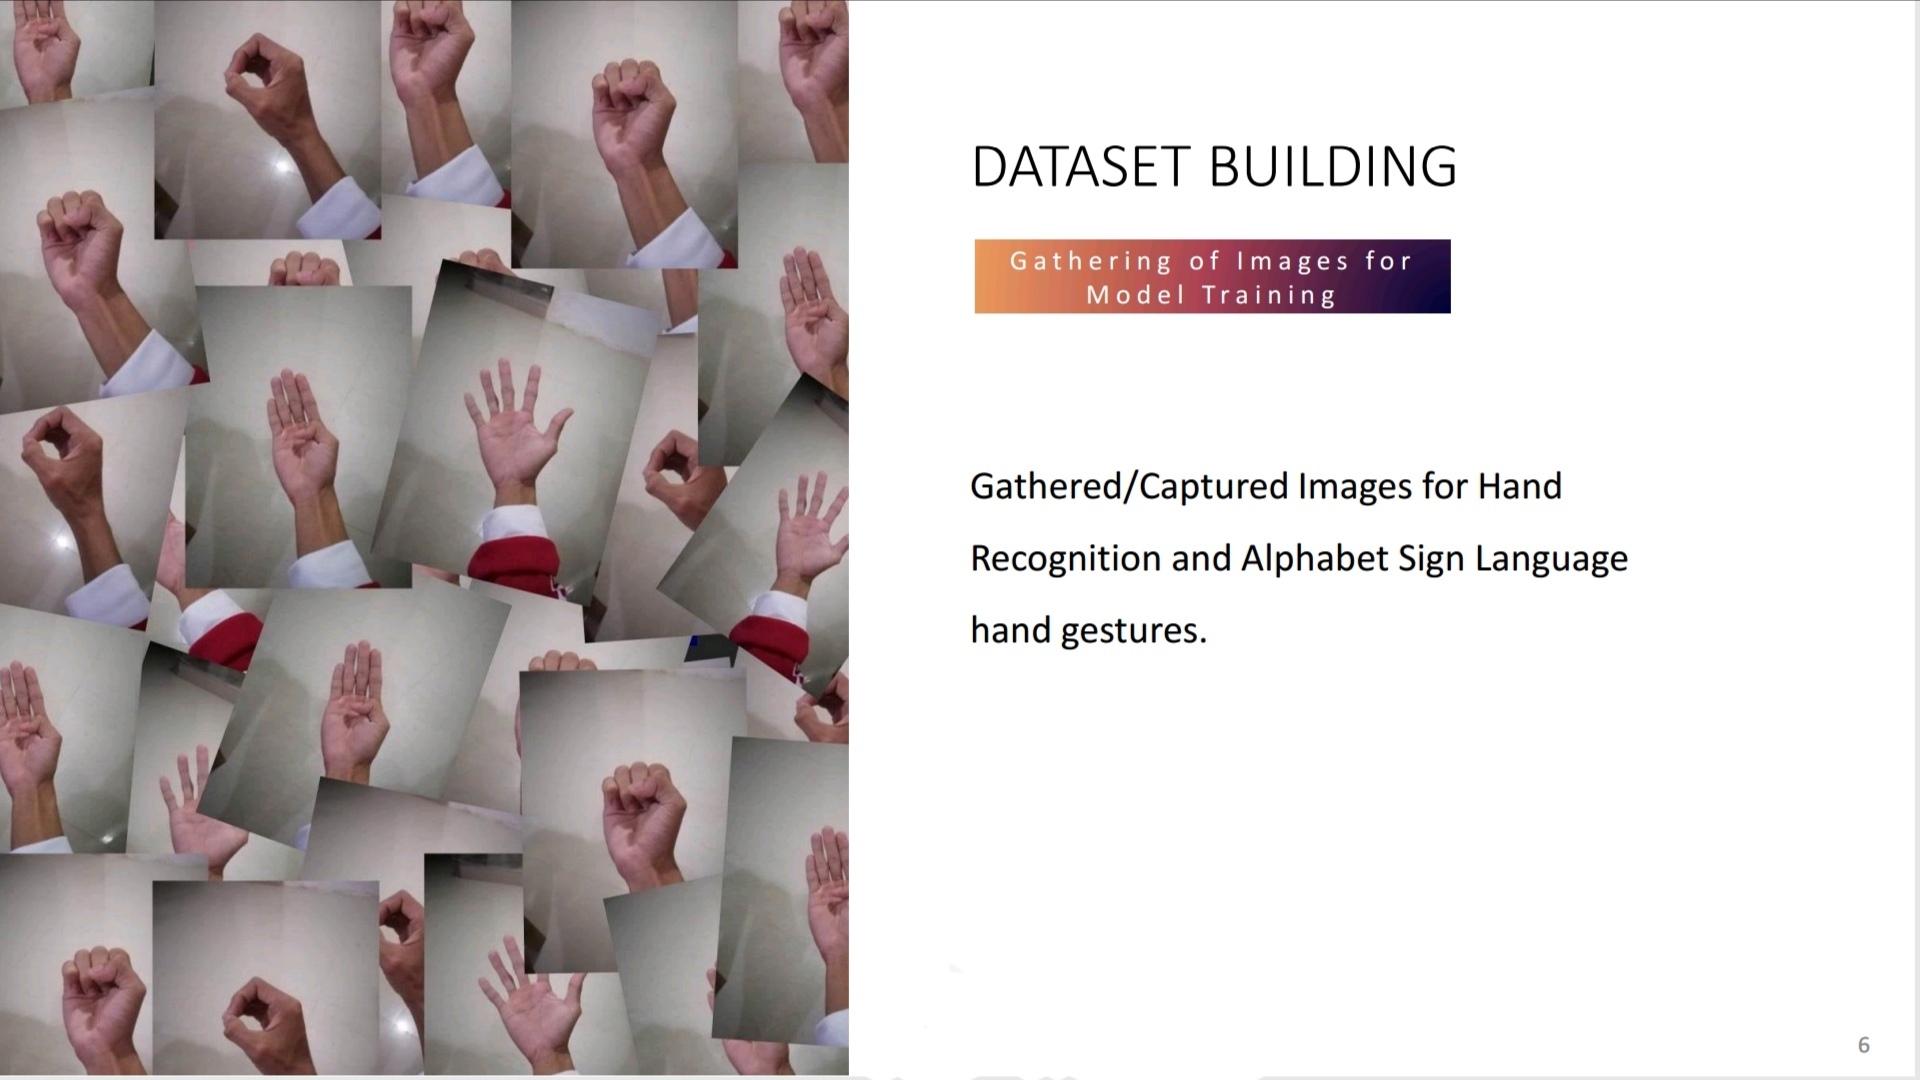 DATASET BUILDING
Gathering of Images for
Model Training
Gathered/Captured Images for Hand
Recognition and Alphabet Sign Language
hand gestures.
6